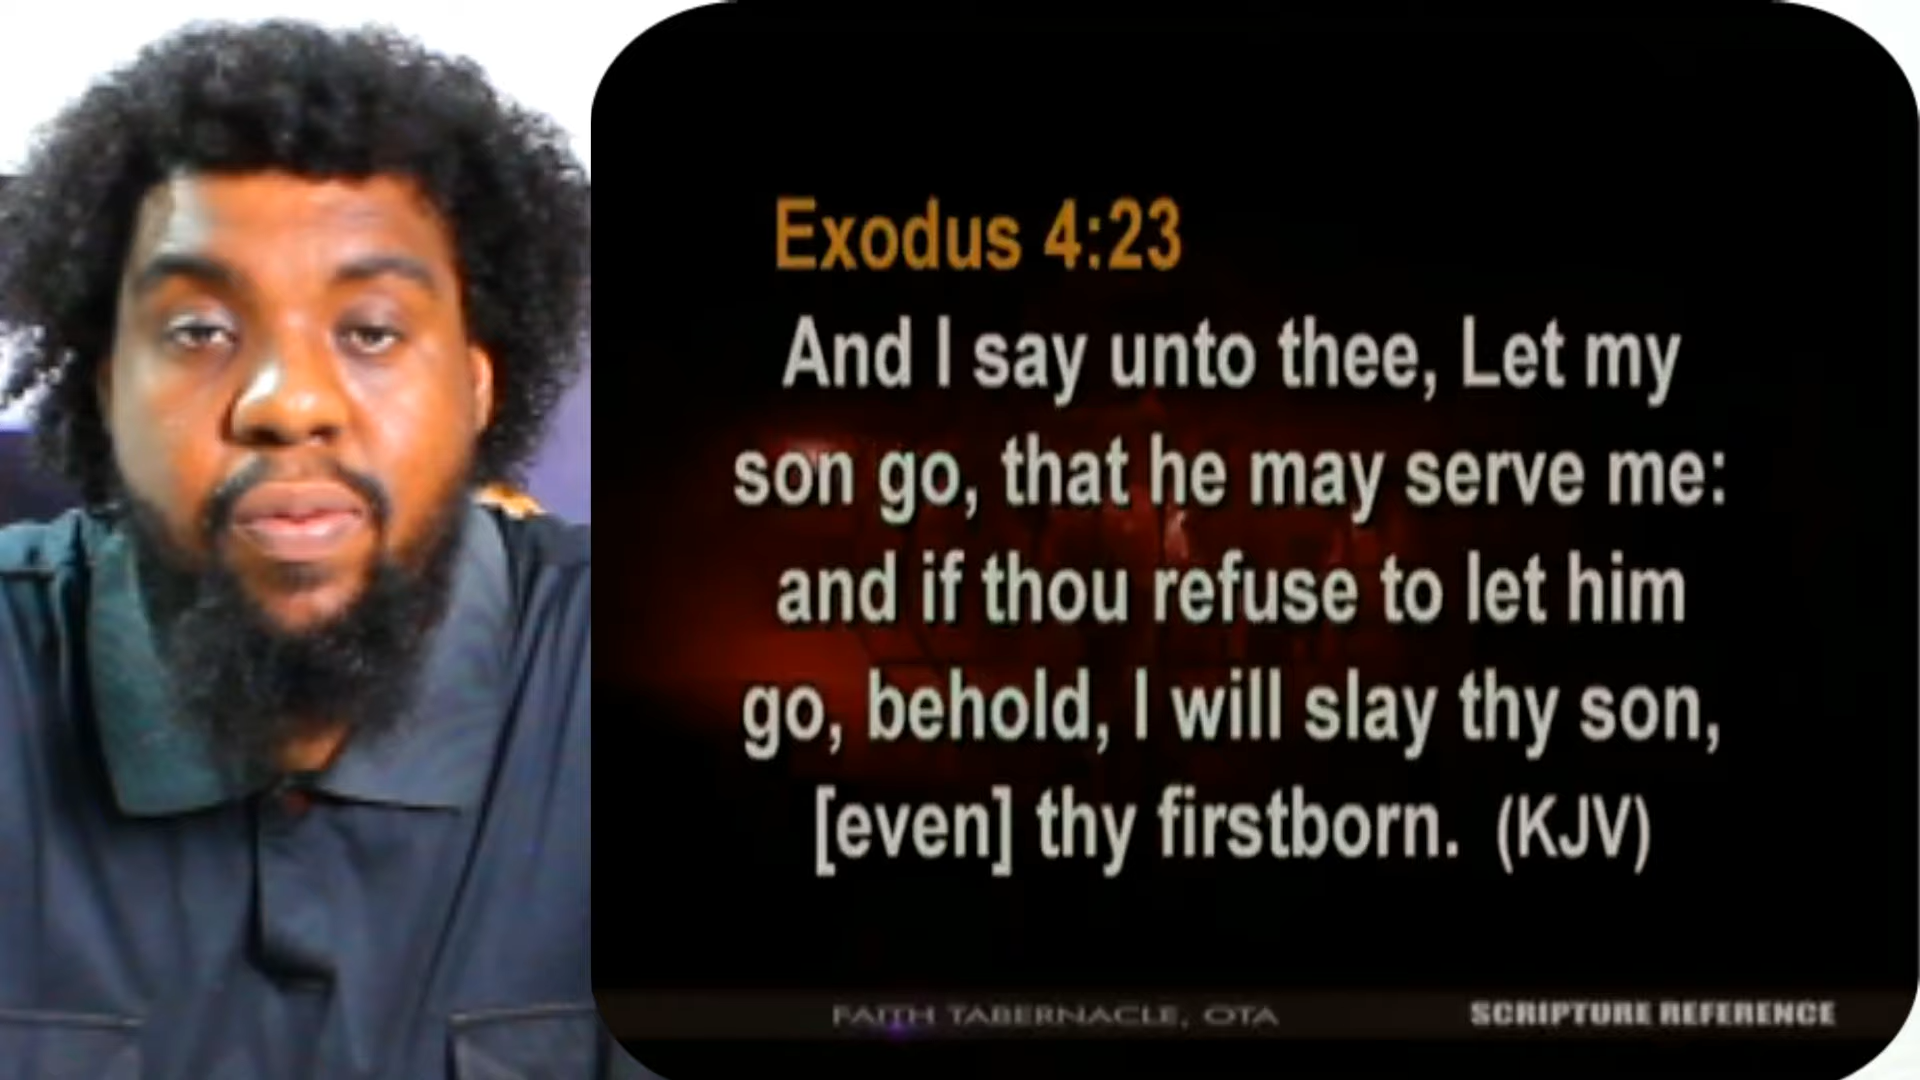 Exodus 4:23
And I say unto thee, Let my
son go, that he may serve me:
and if thou refuse to let him
go, behold, I will slay thy son,
[even] thy firstborn. (KJV)
FAITH TABERNACLE, OTA
SCRIPTURE REFERENCE